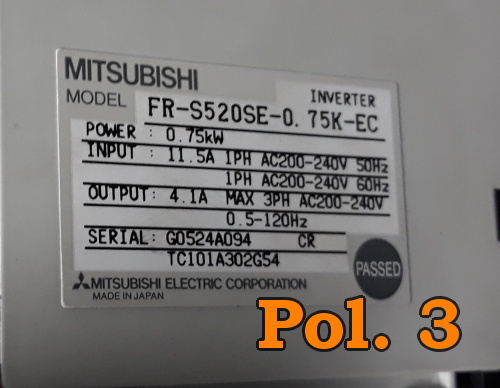 MITSUBISHI
INVERTER
MODEL FR-S520SE-0.75K-EC
POWER : 0.75kW
INPUT : 11.5A 1PH AC200-240V 50Hz
1PH AC200-240V 60Hz
OUTPUT: 4.1A MAX 3PH AC200-240V
0.5-120Hz
SERIAL: G0524A094 CR
TC101A302G54
PASSED
MITSUBISHI ELECTRIC CORPORATION
MADE IN JAPAN
Pol. 3